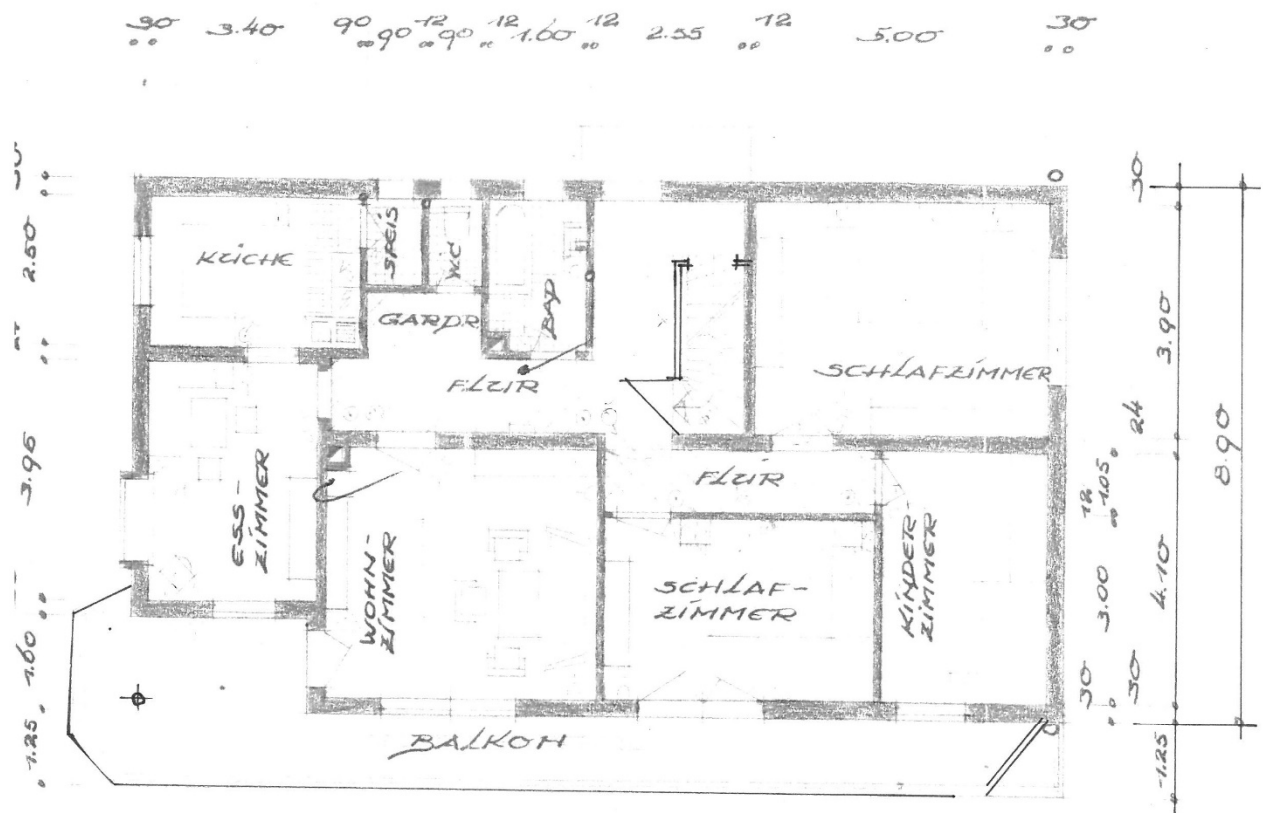 30 3.40 90 90 12 90 12 1.60 12 2.55 12 5.00 30
KÜCHE
SPEIS
WC
BAD
GARDR
SCHLAFZIMMER
FLUR
ESS-
ZIMMER
WOHN-
ZIMMER
FLUR
SCHLAF-
ZIMMER
KINDER
ZIMMER
BALKON
2.50
3.96
1.60
1.25
30
3.90
24
4.10
30
1.25
8.90
12
1.05
3.00
30